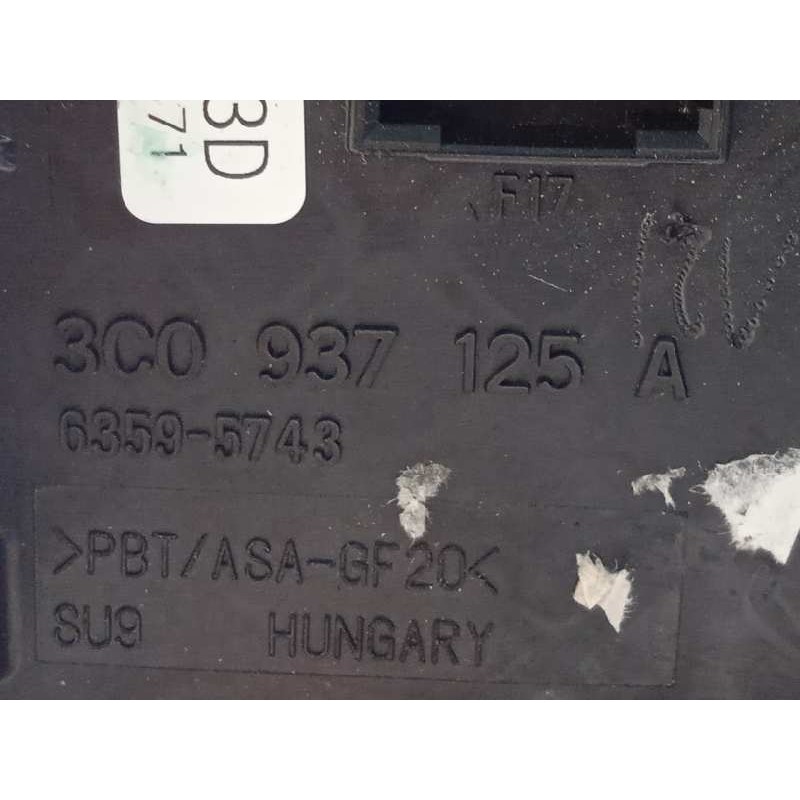 3D
71
F17
3C0 937 125 A
6359-5743
>PBT/ASA-GF20<
SU9 HUNGARY